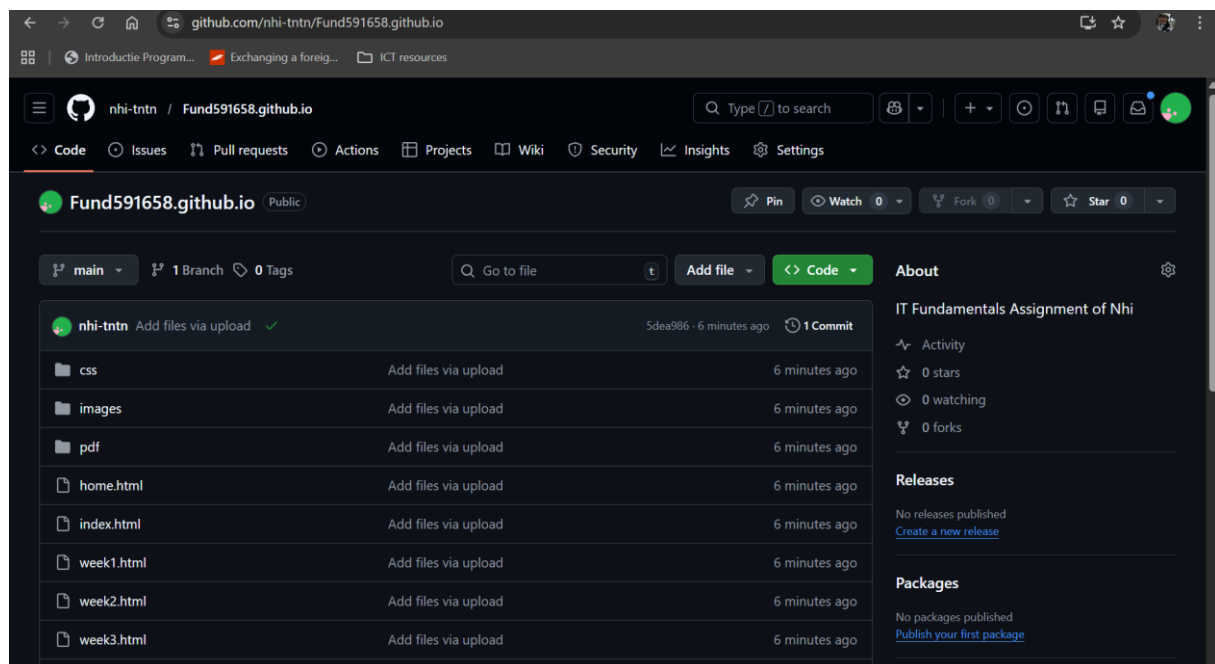 github.com/nhi-tntn/Fund591658.github.io
Introductie Program... Exchanging a foreig... ICT resources
nhi-tntn / Fund591658.github.io Type / to search
Code Issues Pull requests Actions Projects Wiki Security Insights Settings
Fund591658.github.io Public Pin Watch 0 Fork 0 Star 0
main 1 Branch 0 Tags Go to file t Add file Code
About
IT Fundamentals Assignment of Nhi
nhi-tntn Add files via upload 5dea986 · 6 minutes ago 1 Commit
css Add files via upload 6 minutes ago
images Add files via upload 6 minutes ago
pdf Add files via upload 6 minutes ago
home.html Add files via upload 6 minutes ago
index.html Add files via upload 6 minutes ago
week1.html Add files via upload 6 minutes ago
week2.html Add files via upload 6 minutes ago
week3.html Add files via upload 6 minutes ago
Activity
0 stars
0 watching
0 forks
Releases
No releases published
Create a new release
Packages
No packages published
Publish your first package